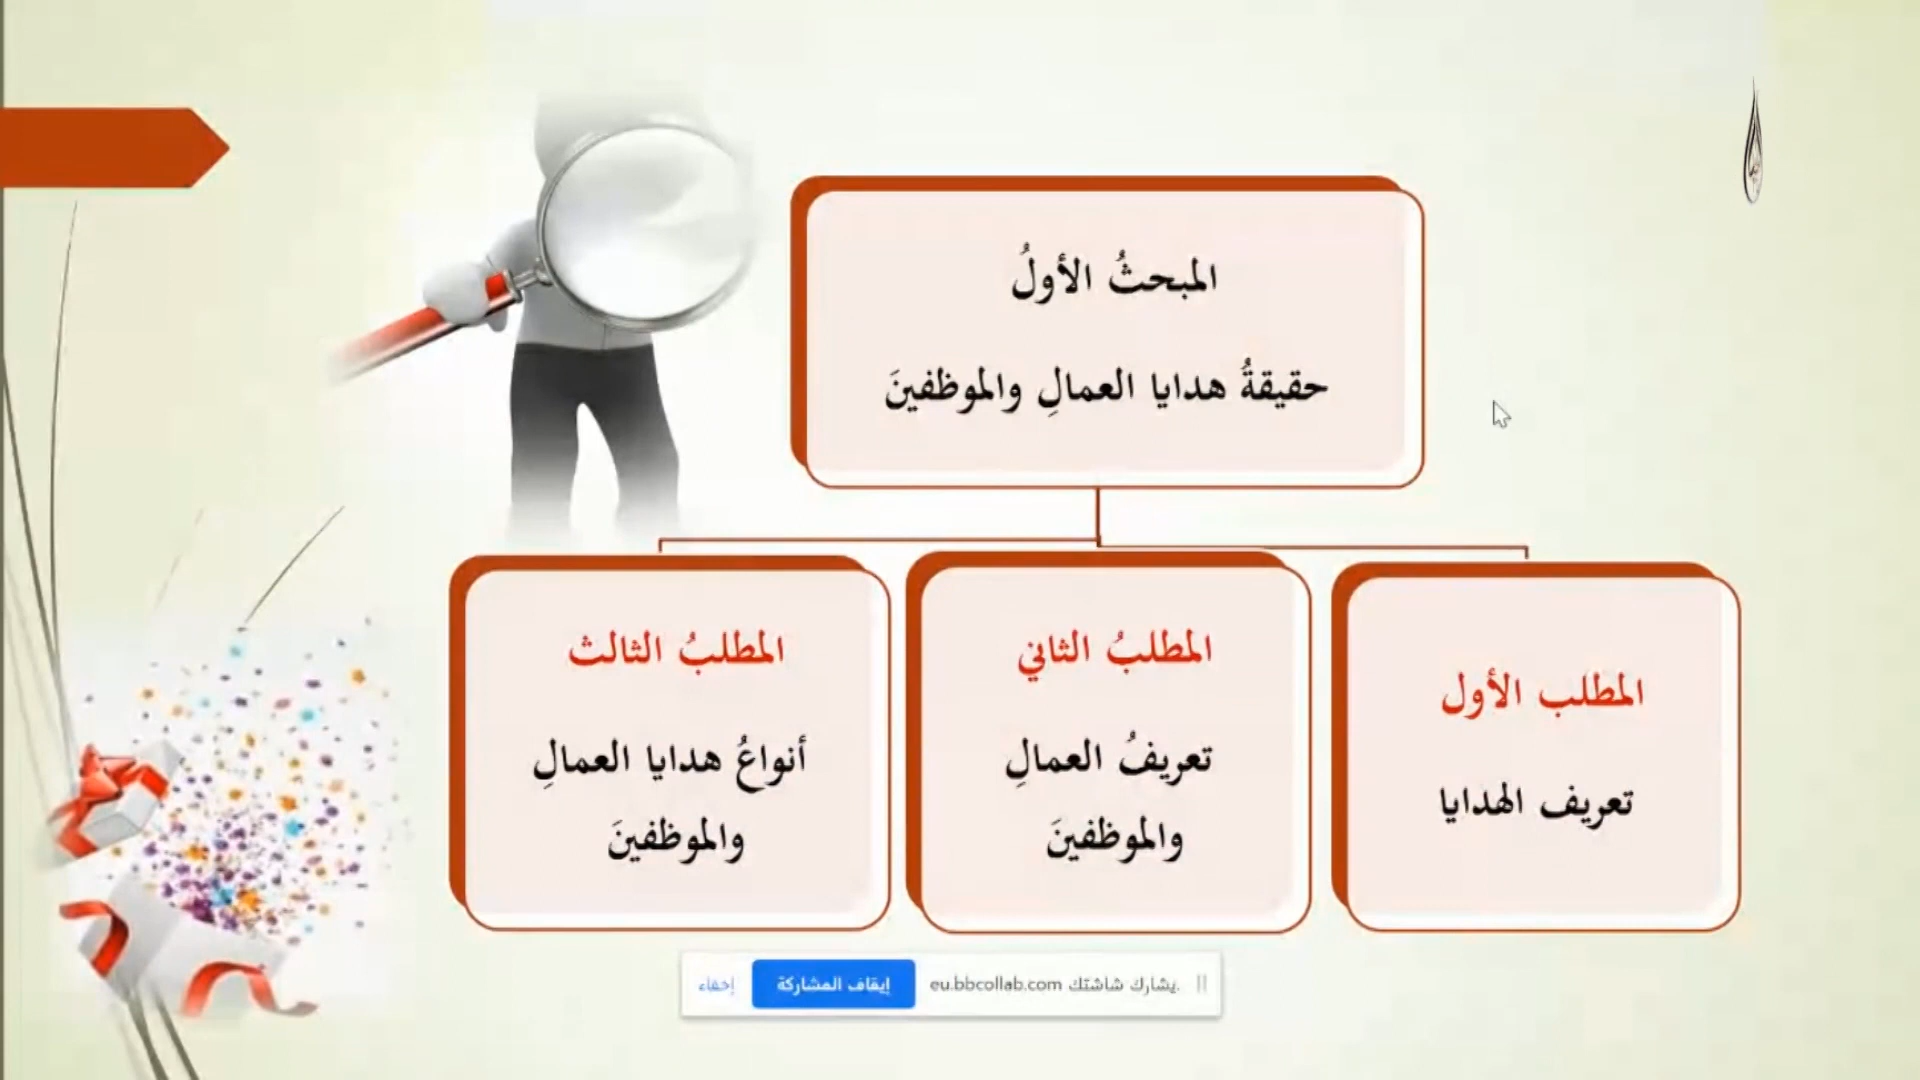 المبحثُ الأولُ
حقيقةُ هدايا العمالِ والموظفينَ
المطلب الأول
تعريف الهدايا
المطلبُ الثاني
تعريفُ العمالِ
والموظفينَ
المطلبُ الثالث
أنواعُ هدايا العمالِ
والموظفينَ
يشارك شاشتك eu.bbcollab.com.
إيقاف المشاركة
إخفاء